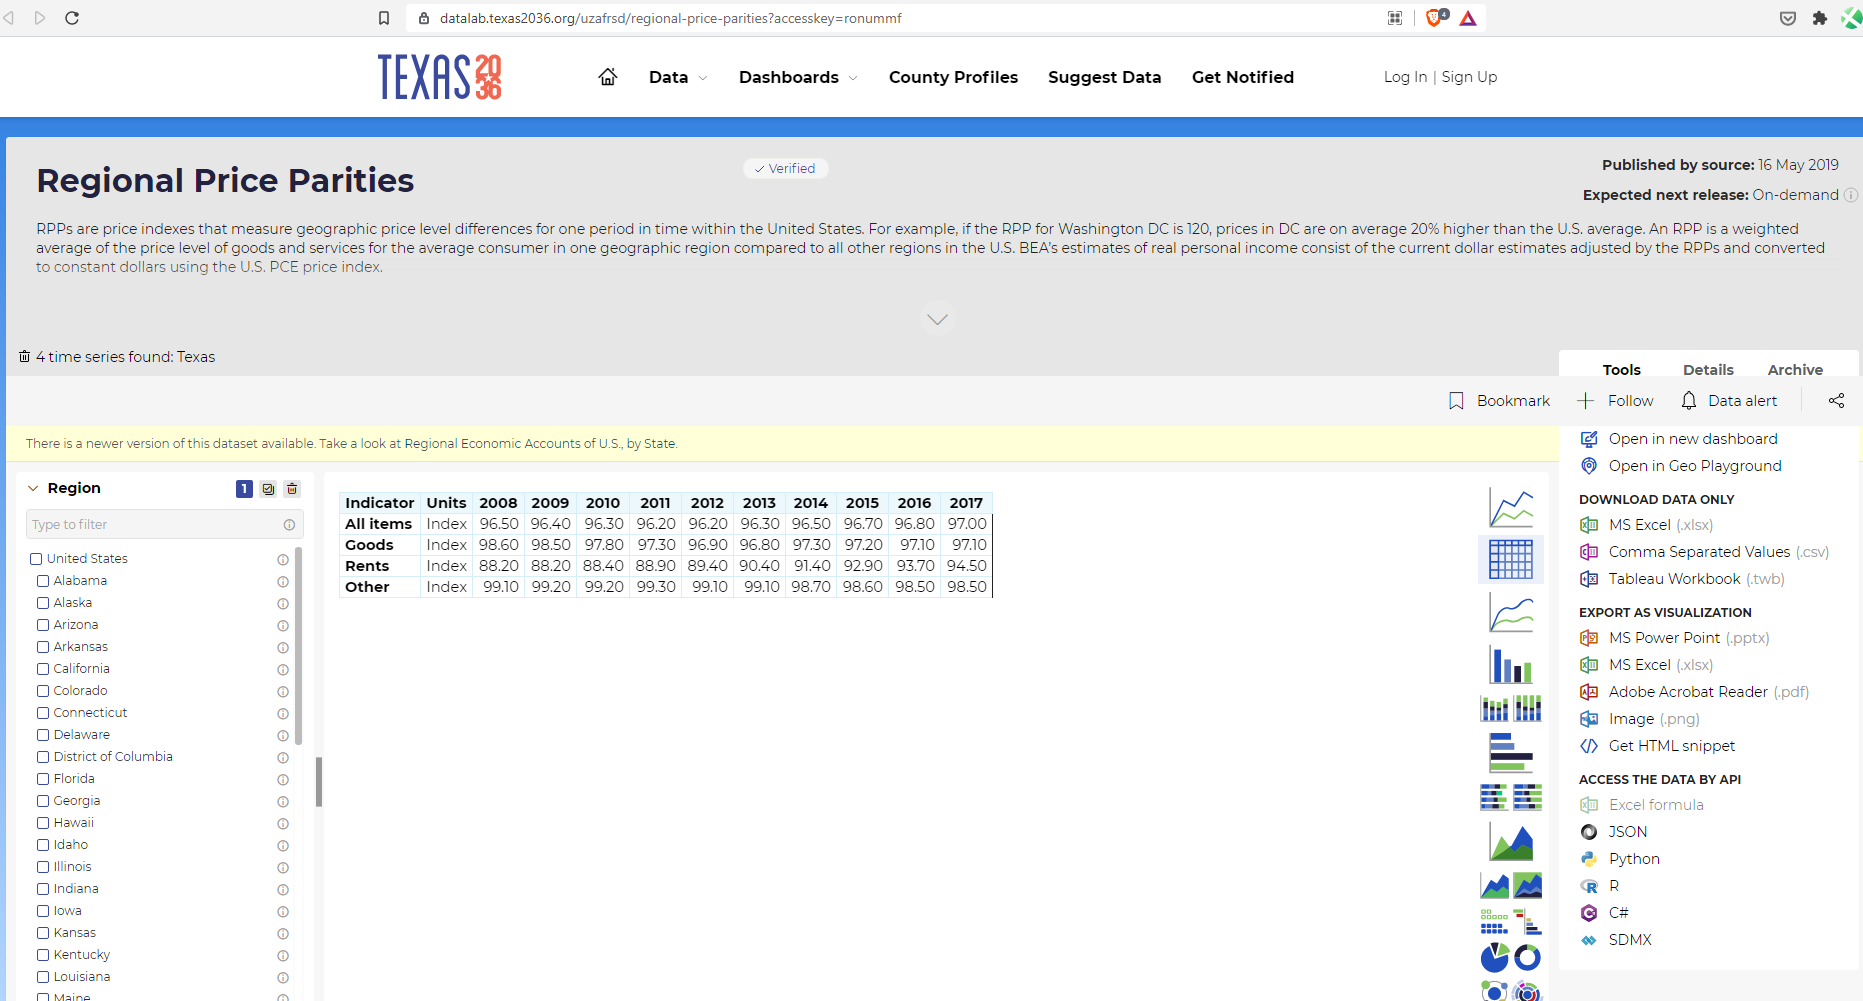 datalab.texas2036.org/uzafrsd/regional-price-parities?accesskey=ronummf
4
TEXAS 2036
Data
Dashboards
County Profiles
Suggest Data
Get Notified
Log In | Sign Up
Regional Price Parities
Verified
Published by source: 16 May 2019
Expected next release: On-demand
RPPs are price indexes that measure geographic price level differences for one period in time within the United States. For example, if the RPP for Washington DC is 120, prices in DC are on average 20% higher than the U.S. average. An RPP is a weighted
average of the price level of goods and services for the average consumer in one geographic region compared to all other regions in the U.S. BEA's estimates of real personal income consist of the current dollar estimates adjusted by the RPPs and converted
to constant dollars using the U.S. PCE price index.
4 time series found: Texas
Tools Details Archive
Bookmark Follow Data alert
There is a newer version of this dataset available. Take a look at Regional Economic Accounts of U.S., by State.
Region 1
Type to filter
United States
Alabama
Alaska
Arizona
Arkansas
California
Colorado
Connecticut
Delaware
District of Columbia
Florida
Georgia
Hawaii
Idaho
Illinois
Indiana
Iowa
Kansas
Kentucky
Louisiana
Maine
Indicator Units 2008 2009 2010 2011 2012 2013 2014 2015 2016 2017
All items Index 96.50 96.40 96.30 96.20 96.20 96.30 96.50 96.70 96.80 97.00
Goods Index 98.60 98.50 97.80 97.30 96.90 96.80 97.30 97.20 97.10 97.10
Rents Index 88.20 88.20 88.40 88.90 89.40 90.40 91.40 92.90 93.70 94.50
Other Index 99.10 99.20 99.20 99.30 99.10 99.10 98.70 98.60 98.50 98.50
Open in new dashboard
Open in Geo Playground
DOWNLOAD DATA ONLY
MS Excel (.xlsx)
Comma Separated Values (.csv)
Tableau Workbook (.twb)
EXPORT AS VISUALIZATION
MS Power Point (.pptx)
MS Excel (.xlsx)
Adobe Acrobat Reader (.pdf)
Image (.png)
Get HTML snippet
ACCESS THE DATA BY API
Excel formula
JSON
Python
R
C#
SDMX